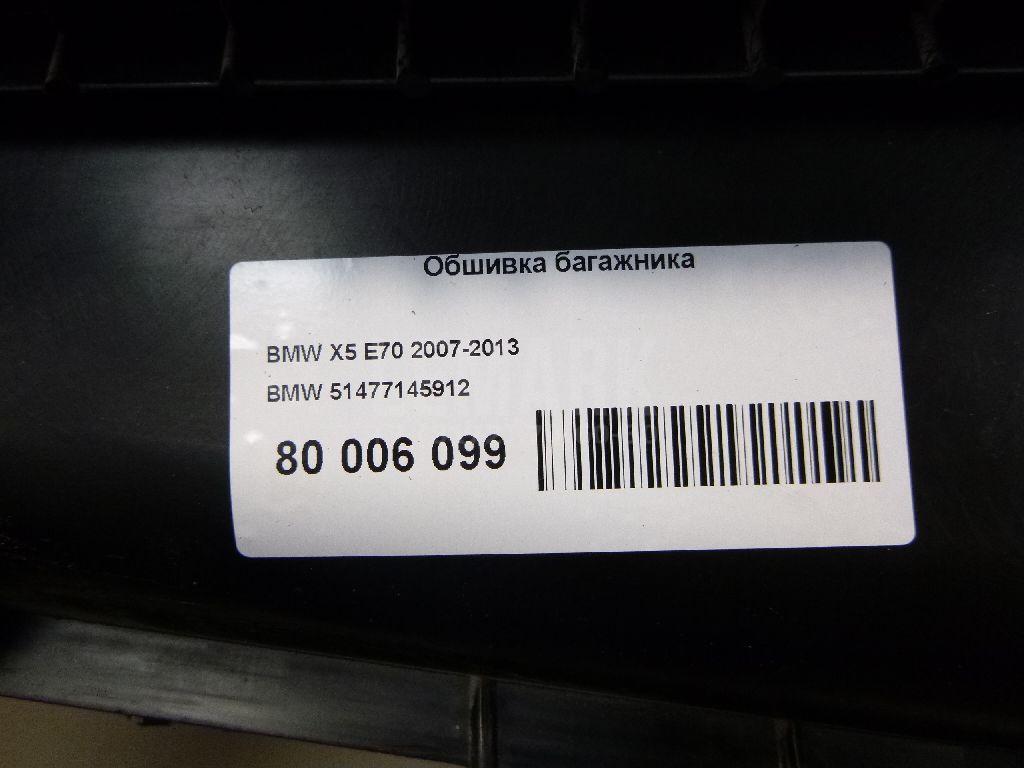 Обшивка багажника
BMW X5 E70 2007-2013
BMW 51477145912
80 006 099